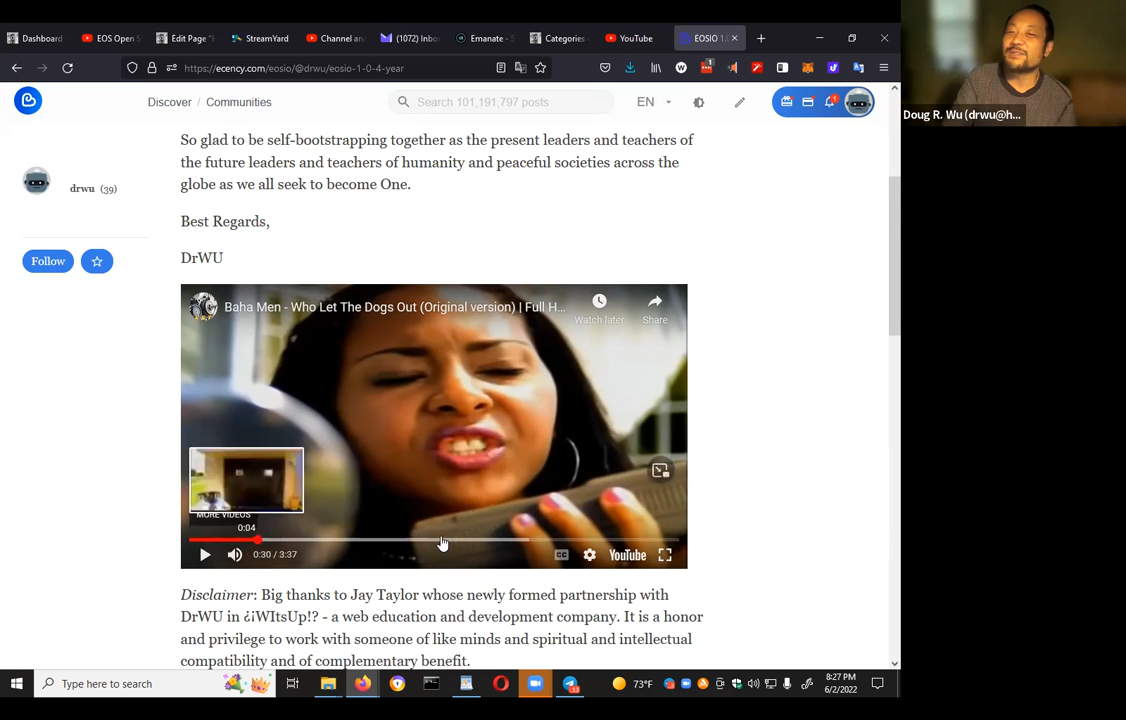 Dashboard
EOS Open S
Edit Page "H
StreamYard
Channel an
(1072) Inbo
Emanate - S
Categories
YouTube
EOSIO 1.0
https://ecency.com/eosio/@drwu/eosio-1-0-4-year
Discover / Communities
Search 101,191,797 posts
EN
Doug R. Wu (drwu@h...
drwu (39)
Follow
So glad to be self-bootstrapping together as the present leaders and teachers of
the future leaders and teachers of humanity and peaceful societies across the
globe as we all seek to become One.
Best Regards,
DrWU
Baha Men - Who Let The Dogs Out (Original version) | Full H...
Watch later
Share
MORE VIDEOS
0:04
0:30 / 3:37
CC
YouTube
Disclaimer: Big thanks to Jay Taylor whose newly formed partnership with
DrWU in ¿¡WItsUp!? - a web education and development company. It is a honor
and privilege to work with someone of like minds and spiritual and intellectual
compatibility and of complementary benefit.
Type here to search
73°F
8:27 PM
6/2/2022